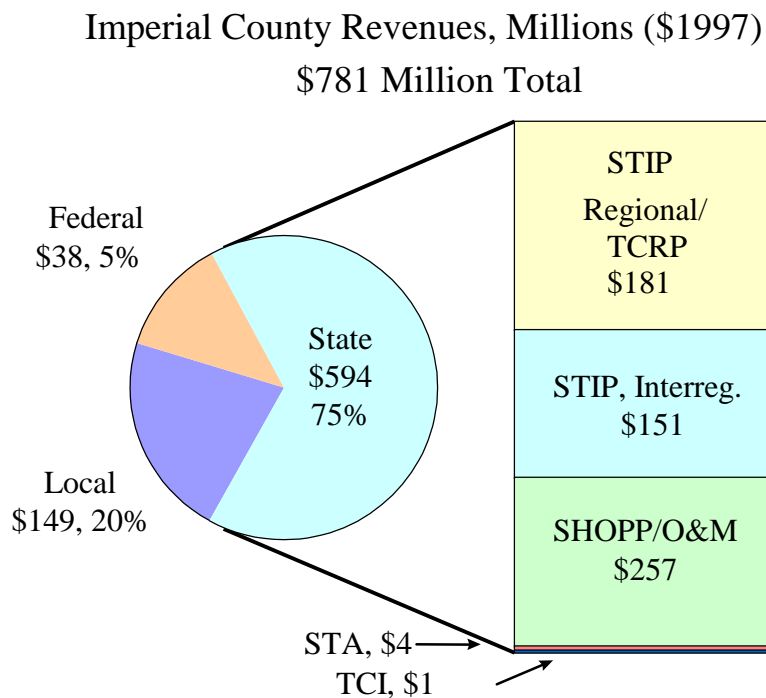 Imperial County Revenues, Millions ($1997)
$781 Million Total
Federal
$38, 5%
State
$594
75%
Local
$149, 20%
STIP
Regional/
TCRP
$181
STIP, Interreg.
$151
SHOPP/O&M
$257
STA, $4
TCI, $1